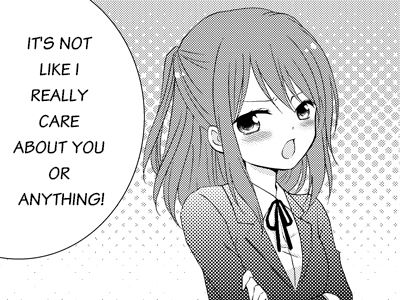 IT'S NOT
LIKE I
REALLY
CARE
ABOUT YOU
OR
ANYTHING!